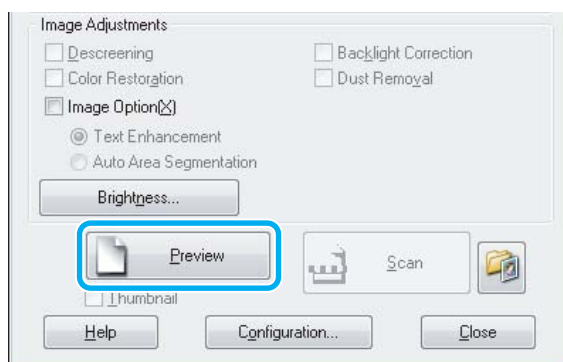 Image Adjustments
Descreening
Backlight Correction
Color Restoration
Dust Removal
Image Option(X)
Text Enhancement
Auto Area Segmentation
Brightness...
Preview
Scan
Thumbnail
Help
Configuration...
Close